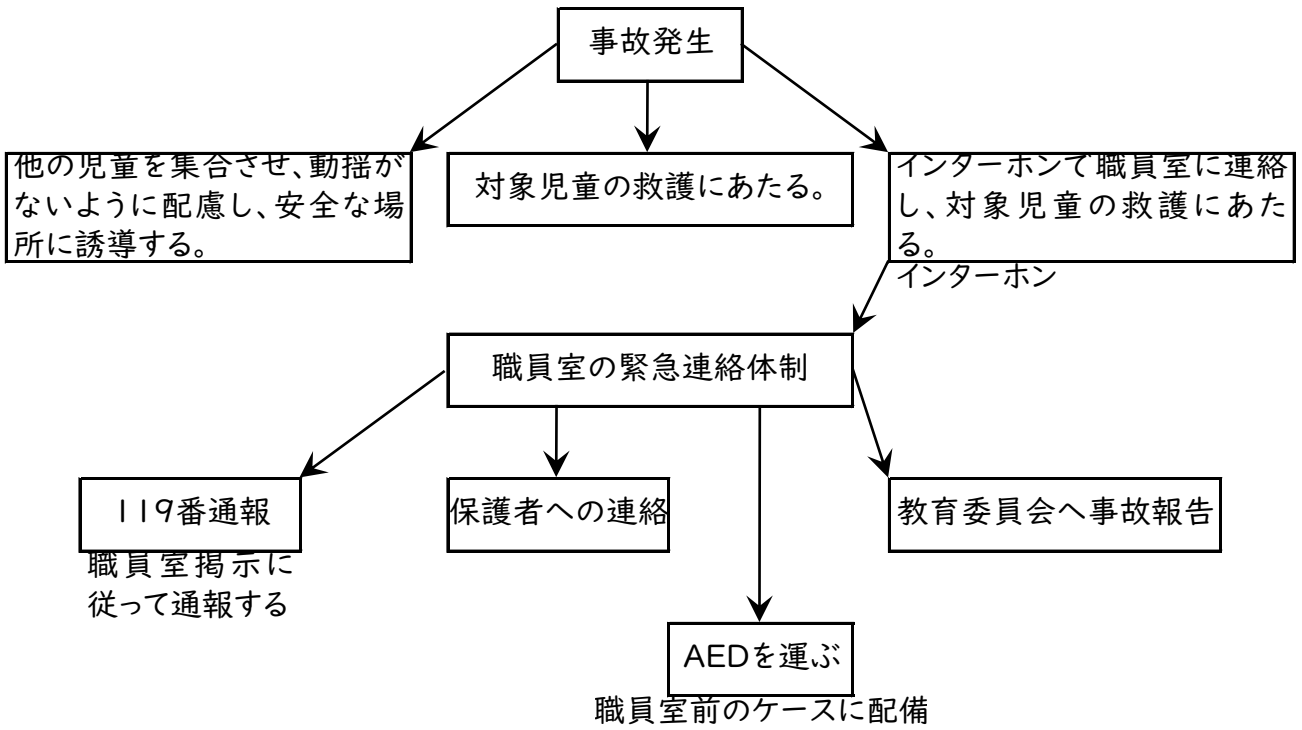 事故発生
他の児童を集合させ、動揺が
ないように配慮し、安全な場
所に誘導する。
対象児童の救護にあたる。
インターホンで職員室に連絡
し、対象児童の救護にあた
る。
インターホン
職員室の緊急連絡体制
119番通報
職員室掲示に
従って通報する
保護者への連絡
教育委員会へ事故報告
AEDを運ぶ
職員室前のケースに配備